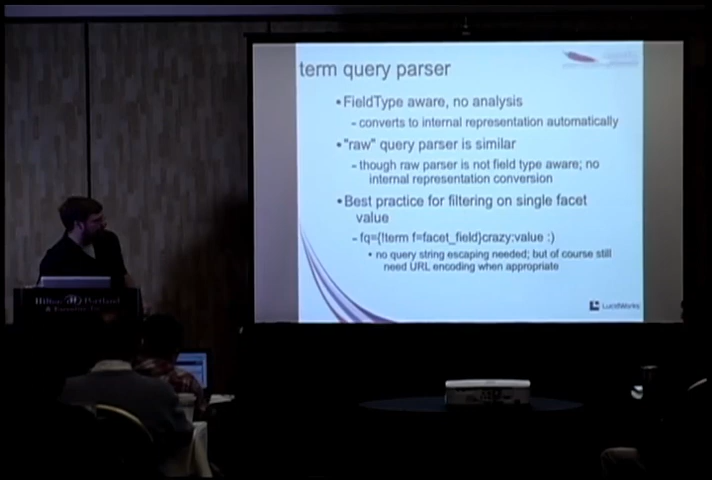 term query parser
•FieldType aware, no analysis
– converts to internal representation automatically
•"raw" query parser is similar
– though raw parser is not field type aware; no
internal representation conversion
•Best practice for filtering on single facet
value
– fq={!term f=facet_field}crazy:value :)
• no query string escaping needed; but of course still
need URL encoding when appropriate
LucidWorks
Hilton Portland
& Executive